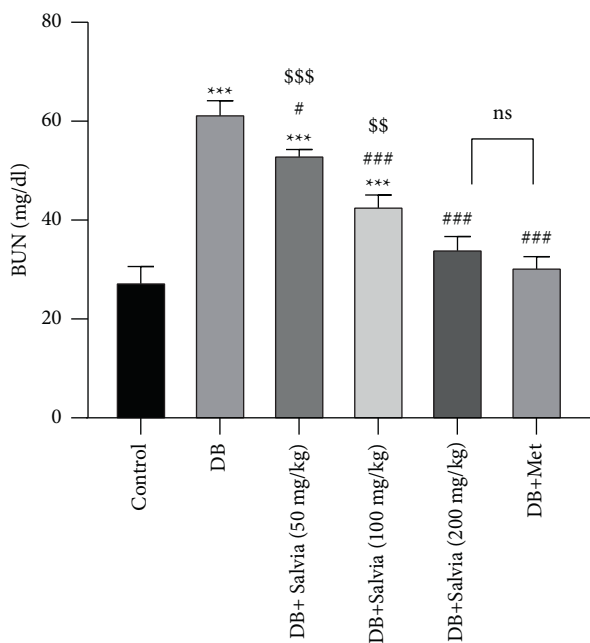 BUN (mg/dl)
80
60
40
20
0
***
$$$
#
***
$$
###
***
###
ns
###
Control
DB
DB+ Salvia (50 mg/kg)
DB+Salvia (100 mg/kg)
DB+Salvia (200 mg/kg)
DB+Met